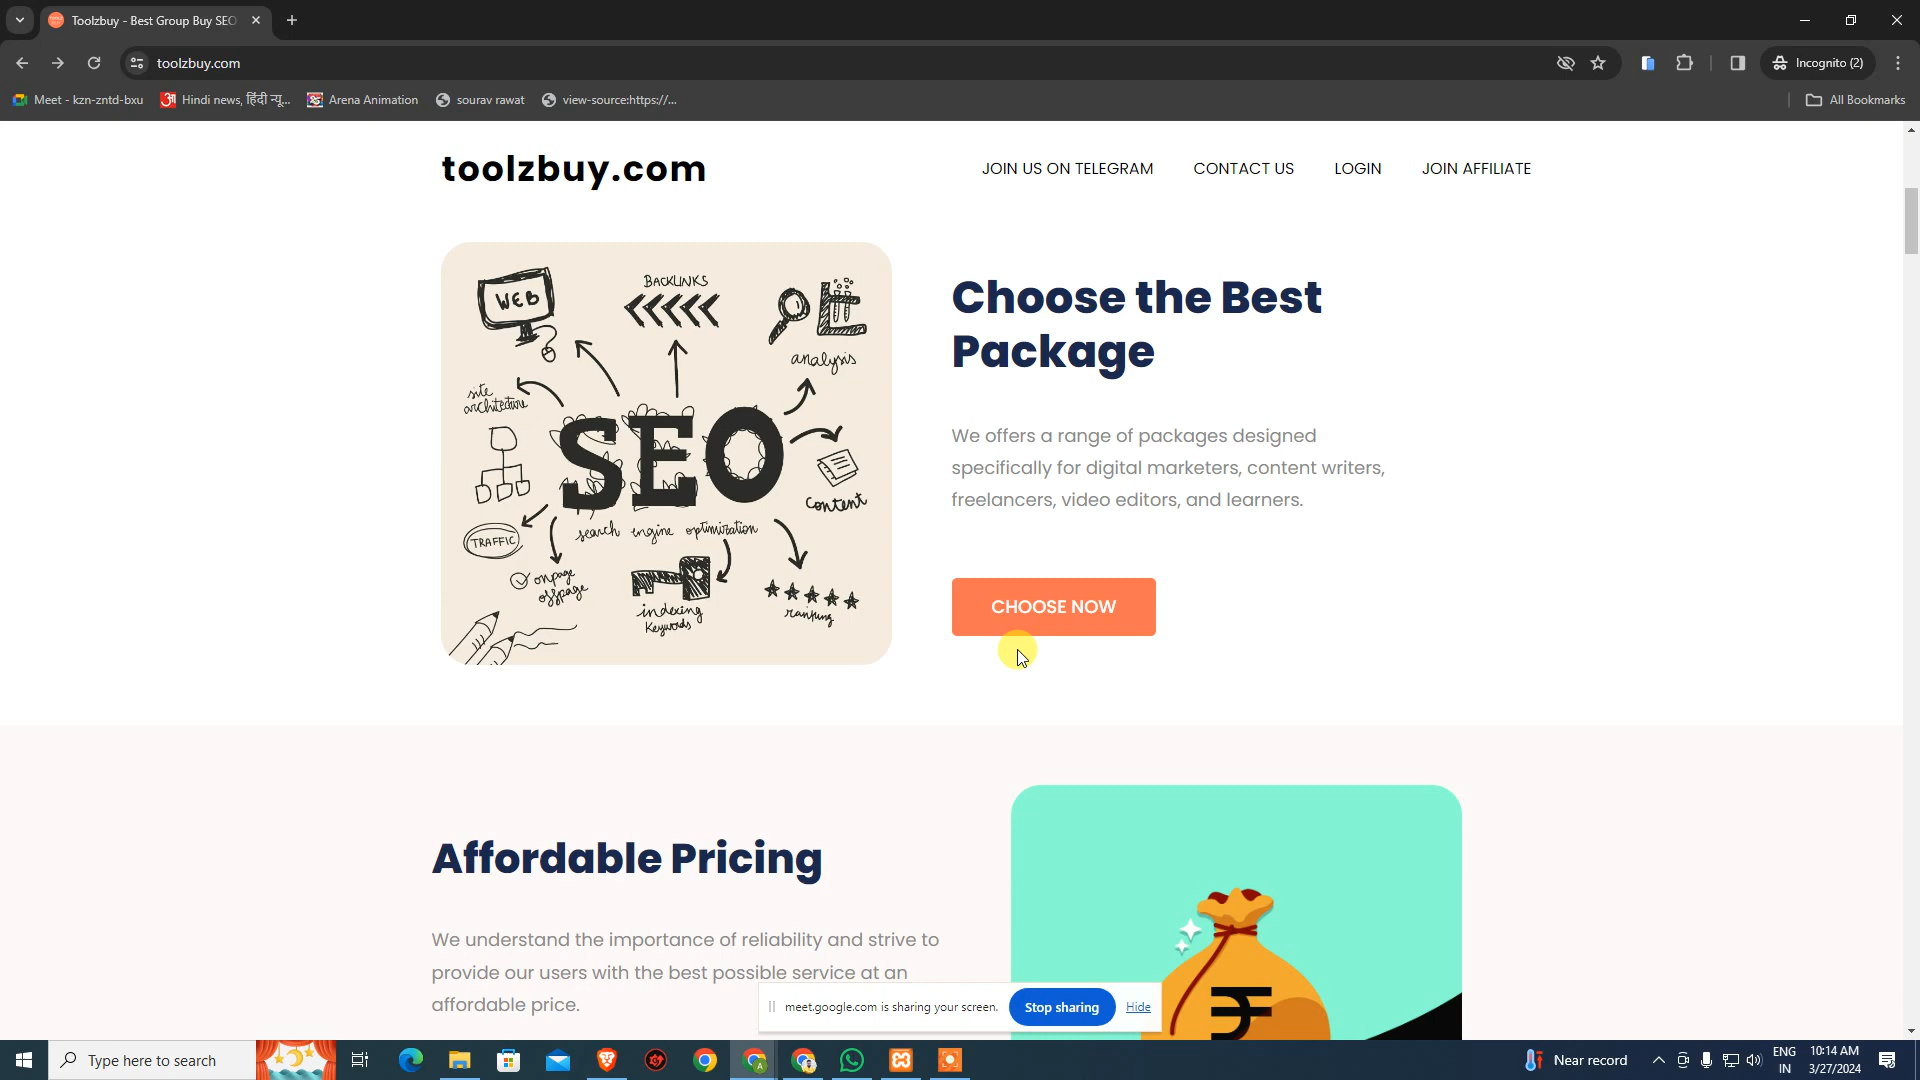 Toolzbuy - Best Group Buy SEO
toolzbuy.com
Incognito (2)
Meet - kzn-zntd-bxu
Hindi news, हिंदी न्यू...
Arena Animation
sourav rawat
view-source:https://...
All Bookmarks
toolzbuy.com
JOIN US ON TELEGRAM
CONTACT US
LOGIN
JOIN AFFILIATE
WEB
BACKLINKS
analysis
site
architecture
SEO
content
search engine optimization
TRAFFIC
onpage
offpage
indexing
Keywords
ranking
Choose the Best
Package
We offers a range of packages designed
specifically for digital marketers, content writers,
freelancers, video editors, and learners.
CHOOSE NOW
Affordable Pricing
We understand the importance of reliability and strive to
provide our users with the best possible service at an
affordable price.
₹
meet.google.com is sharing your screen.
Stop sharing
Hide
Type here to search
Near record
ENG
IN
10:14 AM
3/27/2024